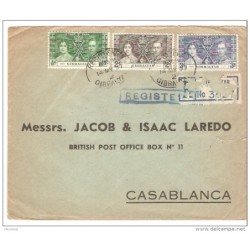 REGISTE
Messrs. JACOB & ISAAC LAREDO
BRITISH POST OFFICE BOX Nº 11
CASABLANCA